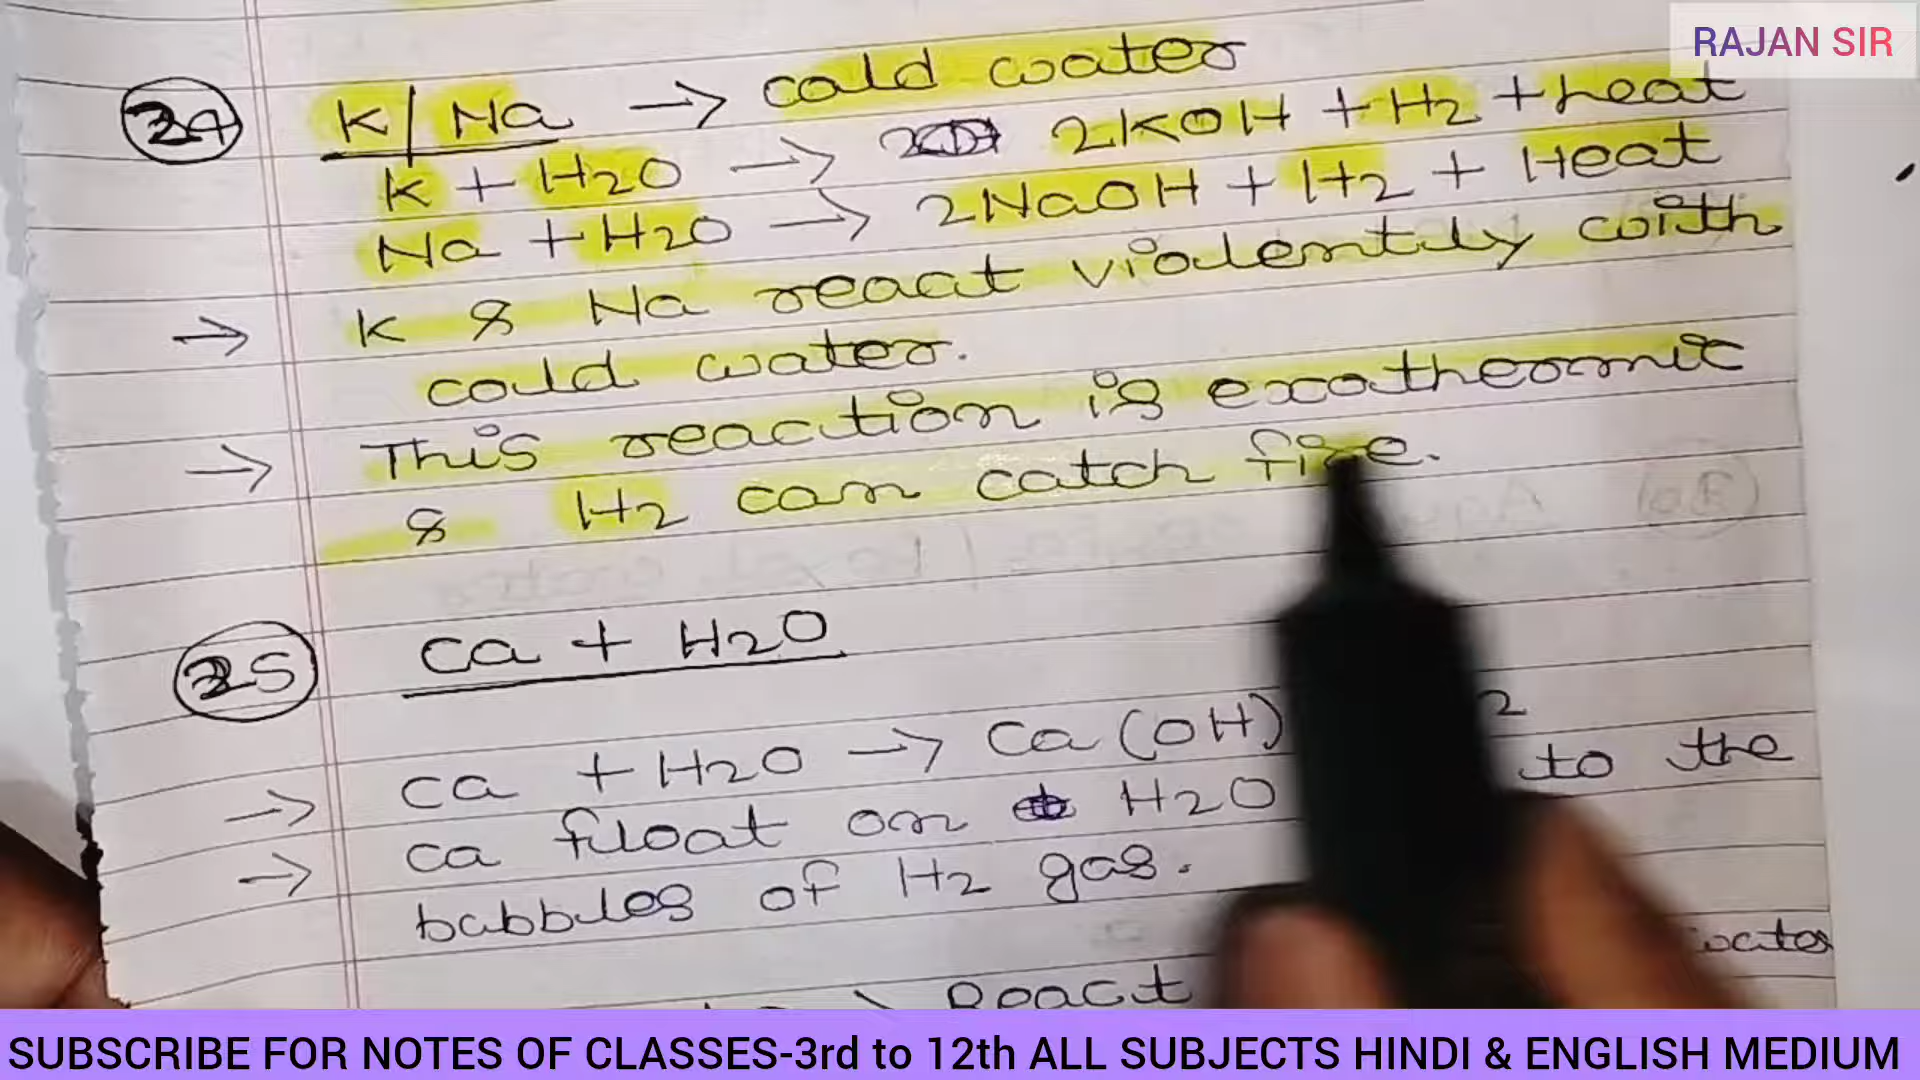 RAJAN SIR
24 K/Na → cold water
K + H2O → 2KOH + H2 + heat
Na + H2O → 2NaOH + H2 + Heat
→ K & Na react violently with
cold water.
→ This reaction is exothermic
& H2 can catch fire.
25 Ca + H2O
→ Ca + H2O → Ca(OH) 2
→ Ca float on H2O to the
babbles of H2 gas.
water
React
SUBSCRIBE FOR NOTES OF CLASSES-3rd to 12th ALL SUBJECTS HINDI & ENGLISH MEDIUM